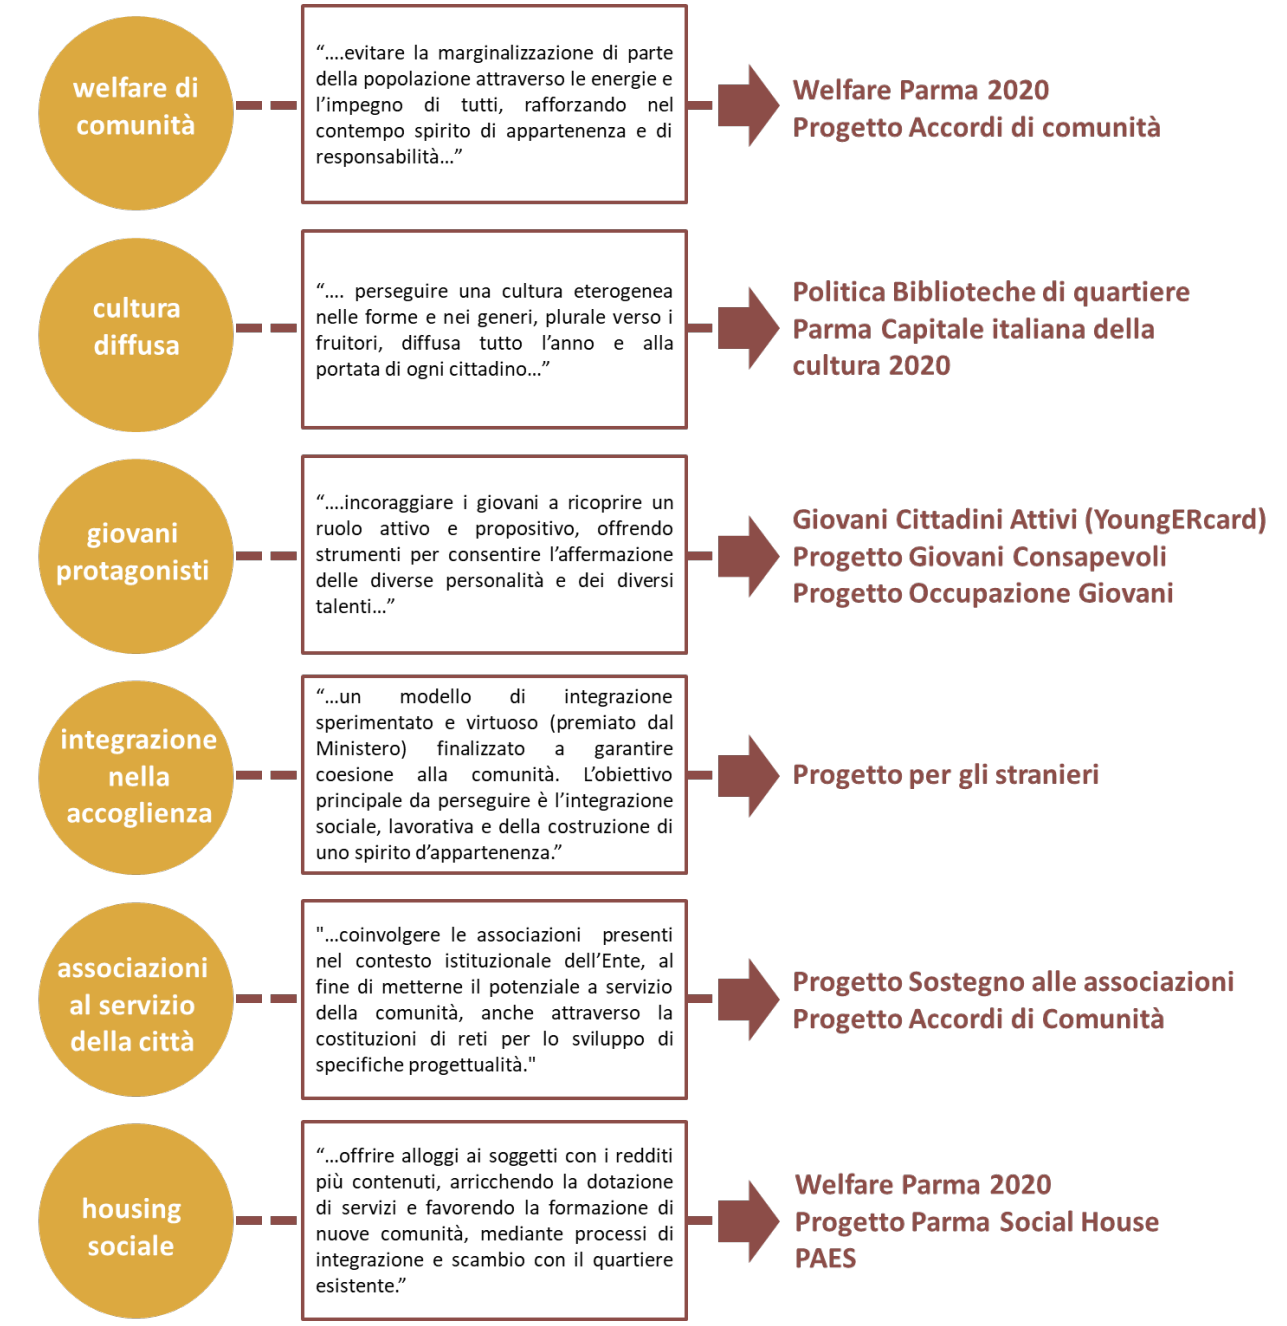 welfare di
comunità
“....evitare la marginalizzazione di parte
della popolazione attraverso le energie e
l’impegno di tutti, rafforzando nel
contempo spirito di appartenenza e di
responsabilità...”
Welfare Parma 2020
Progetto Accordi di comunità
cultura
diffusa
“.... perseguire una cultura eterogenea
nelle forme e nei generi, plurale verso i
fruitori, diffusa tutto l’anno e alla
portata di ogni cittadino...”
Politica Biblioteche di quartiere
Parma Capitale italiana della
cultura 2020
giovani
protagonisti
“....incoraggiare i giovani a ricoprire un
ruolo attivo e propositivo, offrendo
strumenti per consentire l’affermazione
delle diverse personalità e dei diversi
talenti...”
Giovani Cittadini Attivi (YoungERcard)
Progetto Giovani Consapevoli
Progetto Occupazione Giovani
integrazione
nella
accoglienza
“...un modello di integrazione
sperimentato e virtuoso (premiato dal
Ministero) finalizzato a garantire
coesione alla comunità. L’obiettivo
principale da perseguire è l’integrazione
sociale, lavorativa e della costruzione di
uno spirito d’appartenenza.”
Progetto per gli stranieri
associazioni
al servizio
della città
"...coinvolgere le associazioni presenti
nel contesto istituzionale dell’Ente, al
fine di metterne il potenziale a servizio
della comunità, anche attraverso la
costituzioni di reti per lo sviluppo di
specifiche progettualità."
Progetto Sostegno alle associazioni
Progetto Accordi di Comunità
housing
sociale
“...offrire alloggi ai soggetti con i redditi
più contenuti, arricchendo la dotazione
di servizi e favorendo la formazione di
nuove comunità, mediante processi di
integrazione e scambio con il quartiere
esistente.”
Welfare Parma 2020
Progetto Parma Social House
PAES